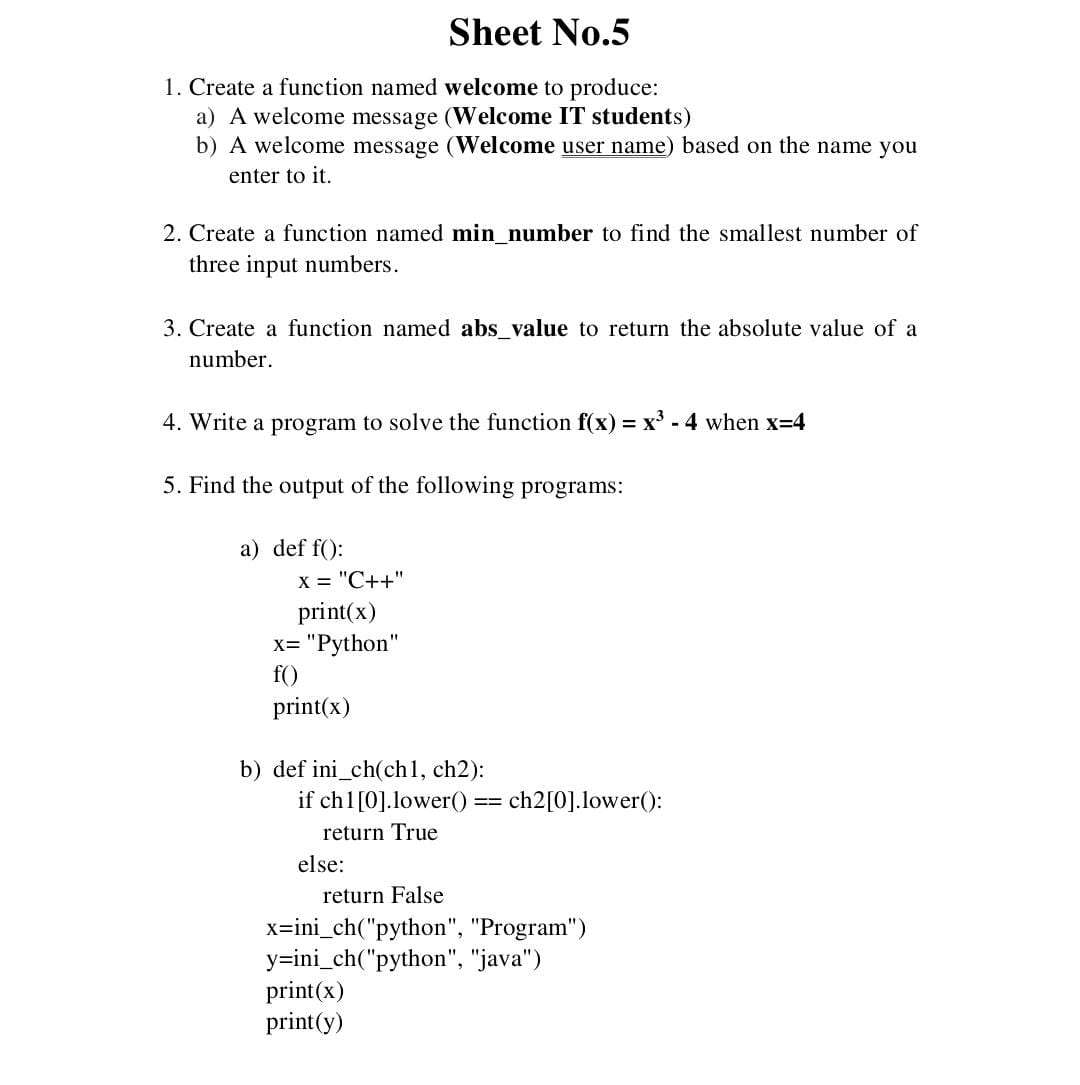 Sheet No.5
1. Create a function named welcome to produce:
a) A welcome message (Welcome IT students)
b) A welcome message (Welcome user name) based on the name you
enter to it.
2. Create a function named min_number to find the smallest number of
three input numbers.
3. Create a function named abs_value to return the absolute value of a
number.
4. Write a program to solve the function f(x) = x³ - 4 when x=4
5. Find the output of the following programs:
a) def f():
x = "C++"
print(x)
x= "Python"
f()
print(x)
b) def ini_ch(ch1, ch2):
if ch1[0].lower() == ch2[0].lower():
return True
else:
return False
x=ini_ch("python", "Program")
y=ini_ch("python", "java")
print(x)
print(y)